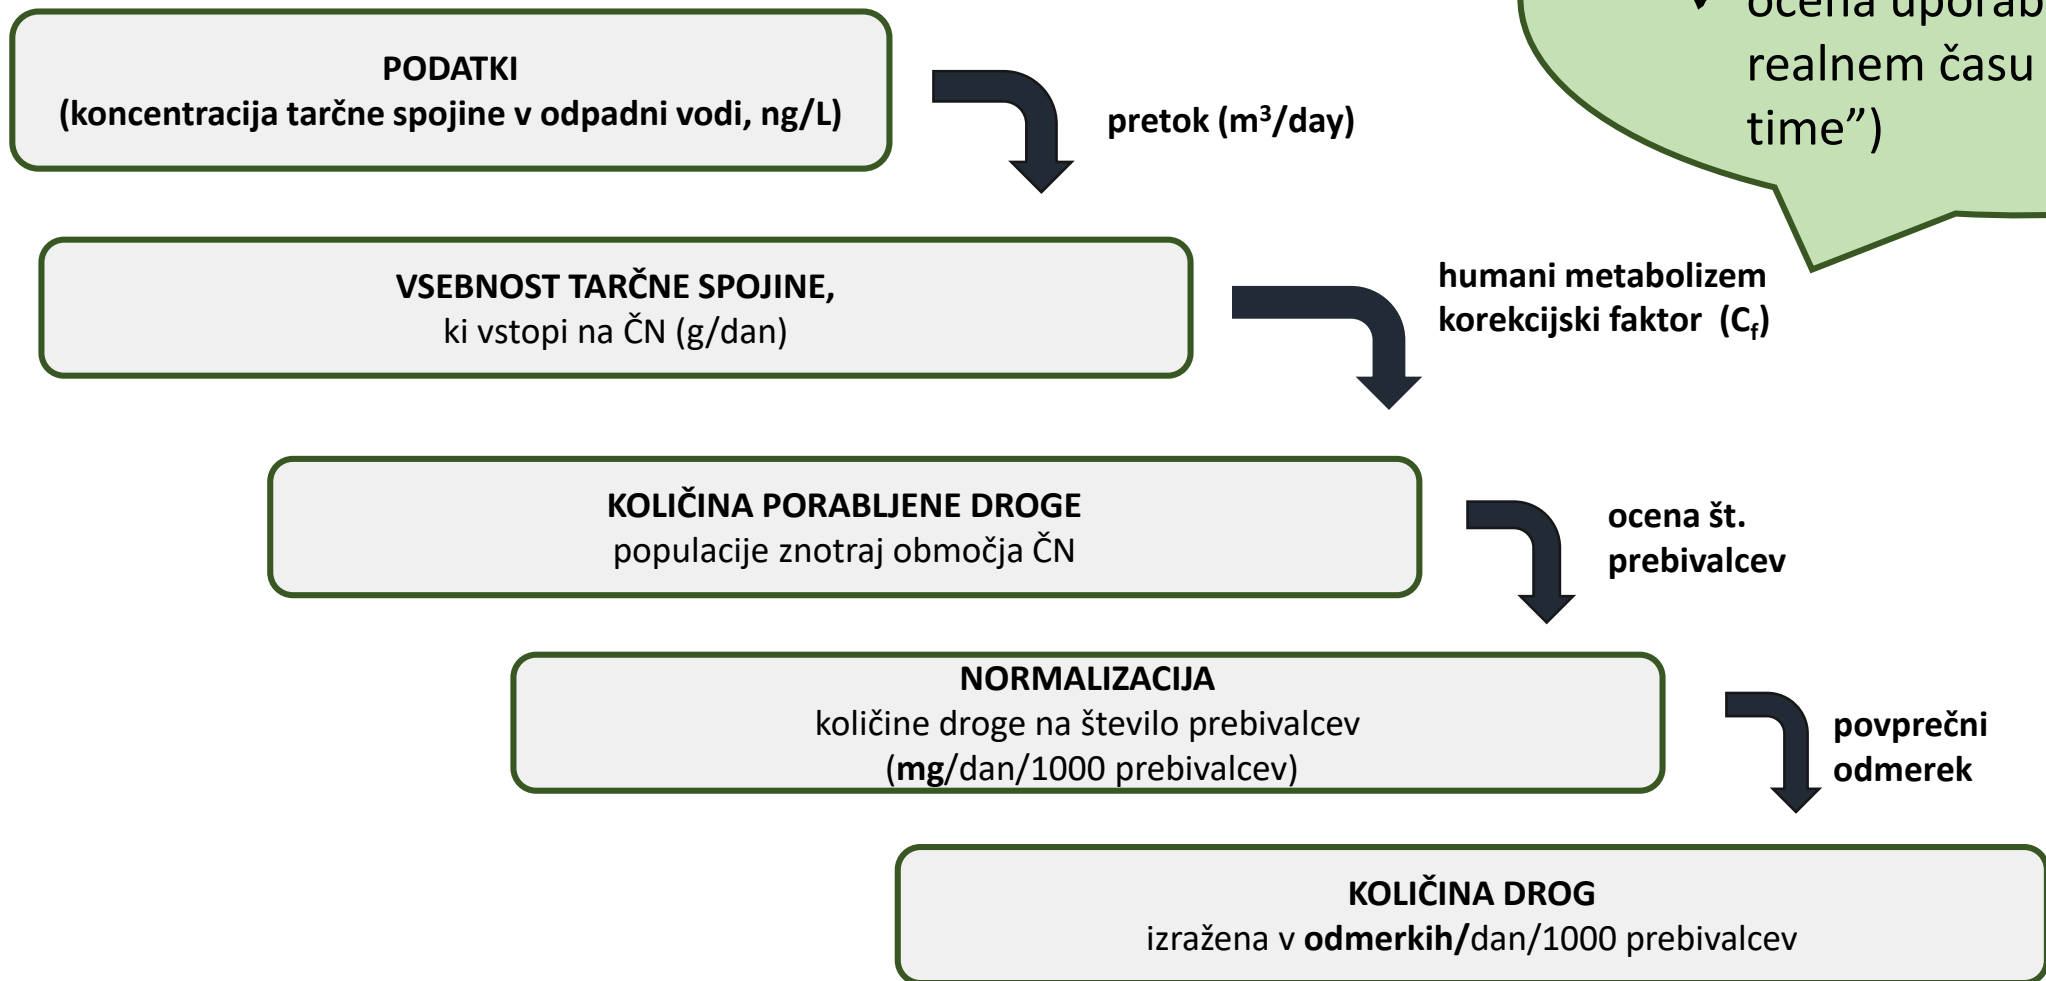 ✓ ocena uporab
realnem času
time”)
PODATKI
(koncentracija tarčne spojine v odpadni vodi, ng/L)
pretok (m³/day)
VSEBNOST TARČNE SPOJINE,
ki vstopi na ČN (g/dan)
humani metabolizem
korekcijski faktor (Cf)
KOLIČINA PORABLJENE DROGE
populacije znotraj območja ČN
ocena št.
prebivalcev
NORMALIZACIJA
količine droge na število prebivalcev
(mg/dan/1000 prebivalcev)
povprečni
odmerek
KOLIČINA DROG
izražena v odmerkih/dan/1000 prebivalcev